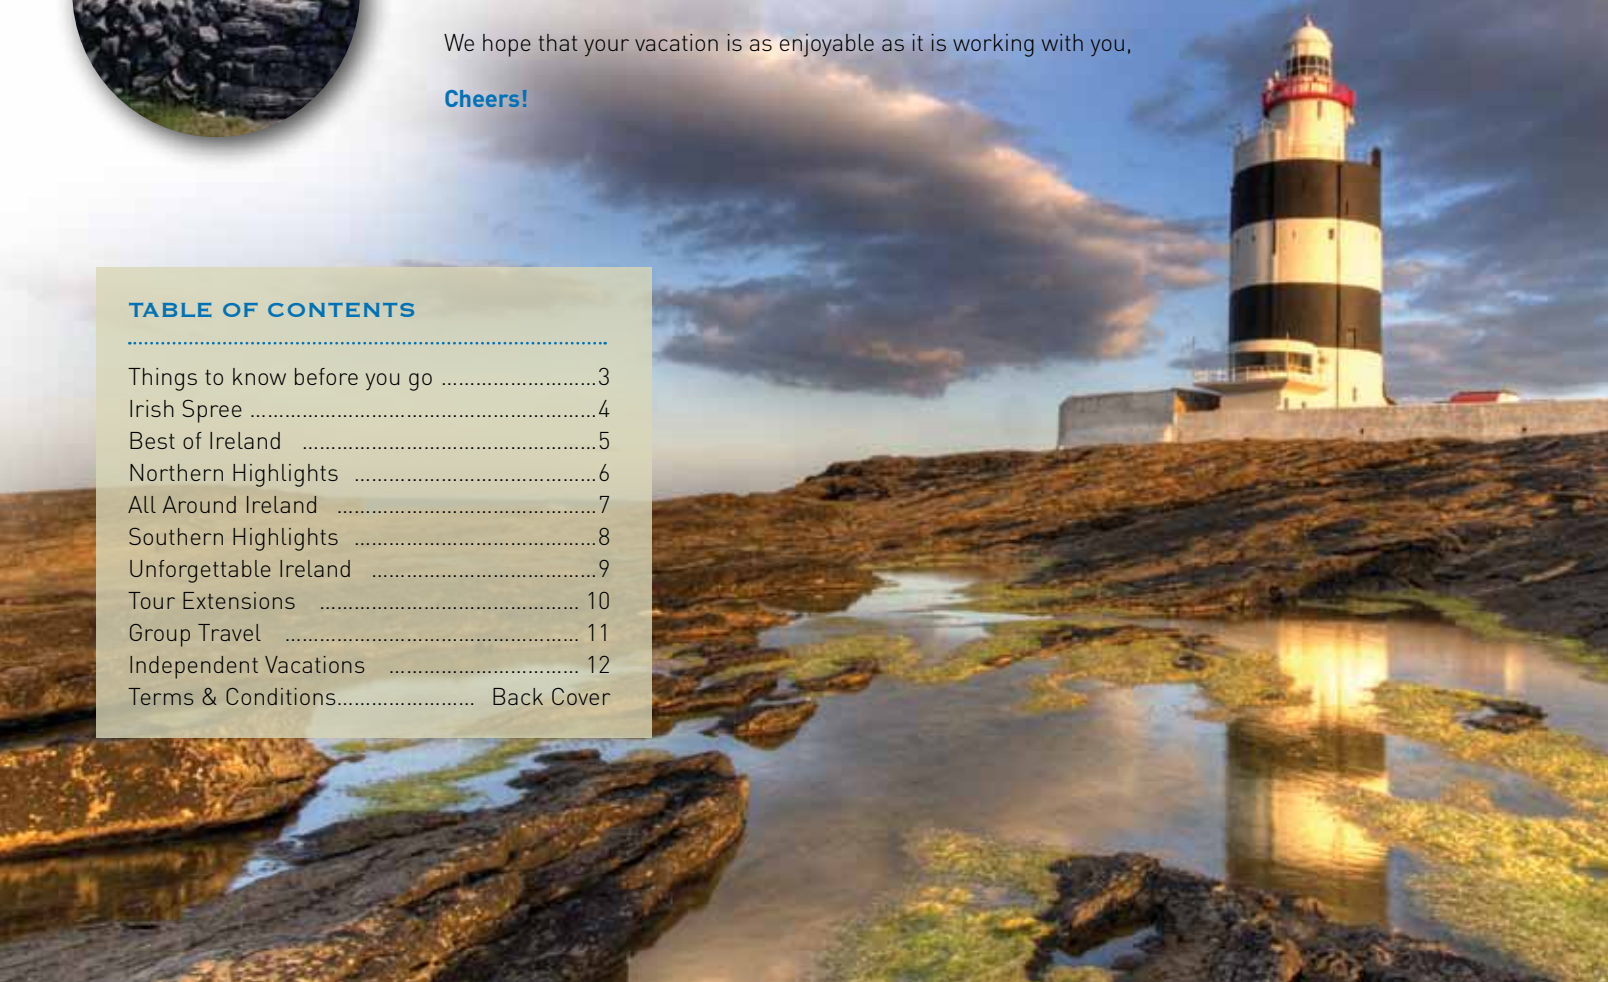 We hope that your vacation is as enjoyable as it is working with you,
Cheers!
TABLE OF CONTENTS
Things to know before you go ...........................3
Irish Spree ............................................................4
Best of Ireland ...................................................5
Northern Highlights ..........................................6
All Around Ireland .............................................7
Southern Highlights ..........................................8
Unforgettable Ireland .......................................9
Tour Extensions ............................................. 10
Group Travel ................................................... 11
Independent Vacations ................................. 12
Terms & Conditions........................ Back Cover